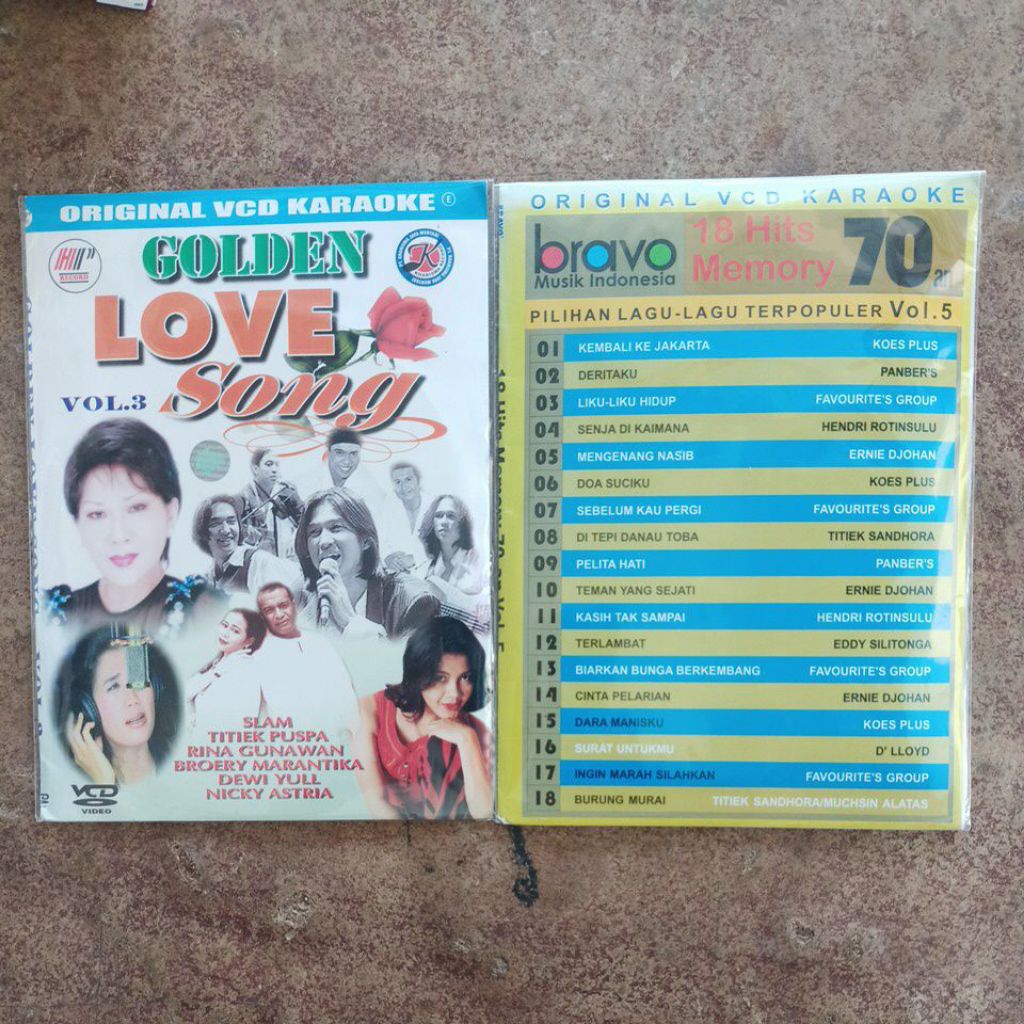 ORIGINAL VCD KARAOKE E
HP" RECORD
GOLDEN
LOVE
Song
VOL.3
SLAM
TITIEK PUSPA
RINA GUNAWAN
BROERY MARANTIKA
DEWI YULL
NICKY ASTRIA
VCD
VIDEO
ORIGINAL VCD KARAOKE
bravo
Musik Indonesia
18 Hits
Memory
70 an
PILIHAN LAGU-LAGU TERPOPULER Vol.5
01 KEMBALI KE JAKARTA KOES PLUS
02 DERITAKU PANBER'S
03 LIKU-LIKU HIDUP FAVOURITE'S GROUP
04 SENJA DI KAIMANA HENDRI ROTINSULU
05 MENGENANG NASIB ERNIE DJOHAN
06 DOA SUCIKU KOES PLUS
07 SEBELUM KAU PERGI FAVOURITE'S GROUP
08 DI TEPI DANAU TOBA TITIEK SANDHORA
09 PELITA HATI PANBER'S
10 TEMAN YANG SEJATI ERNIE DJOHAN
11 KASIH TAK SAMPAI HENDRI ROTINSULU
12 TERLAMBAT EDDY SILITONGA
13 BIARKAN BUNGA BERKEMBANG FAVOURITE'S GROUP
14 CINTA PELARIAN ERNIE DJOHAN
15 DARA MANISKU KOES PLUS
16 SURAT UNTUKMU D' LLOYD
17 INGIN MARAH SILAHKAN FAVOURITE'S GROUP
18 BURUNG MURAI TITIEK SANDHORA/MUCHSIN ALATAS